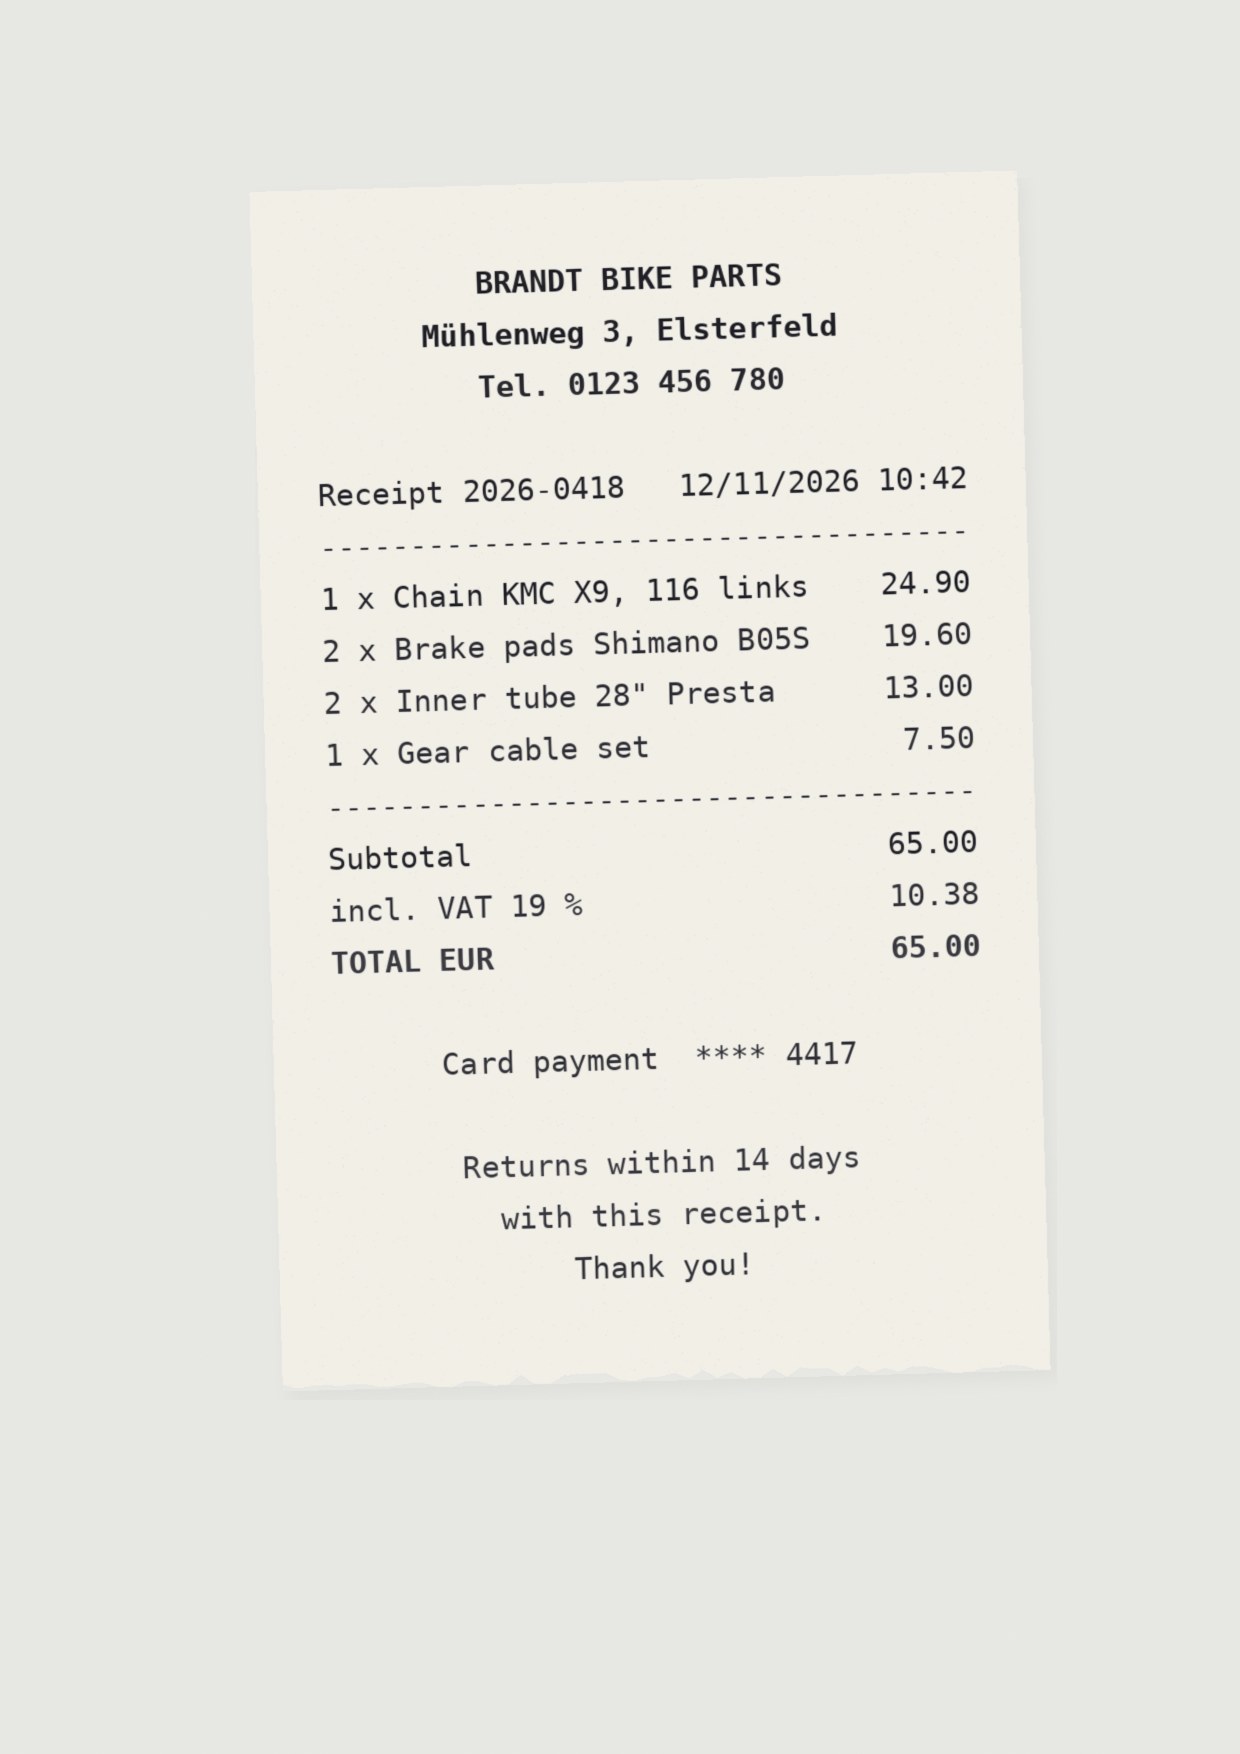 BRANDT BIKE PARTS
Mühlenweg 3, Elsterfeld
Tel. 0123 456 780
Receipt 2026-0418   12/11/2026 10:42
------------------------------------
1 x Chain KMC X9, 116 links    24.90
2 x Brake pads Shimano B05S    19.60
2 x Inner tube 28" Presta      13.00
1 x Gear cable set              7.50
------------------------------------
Subtotal                       65.00
incl. VAT 19 %                 10.38
TOTAL EUR                      65.00
Card payment  **** 4417
Returns within 14 days
with this receipt.
Thank you!